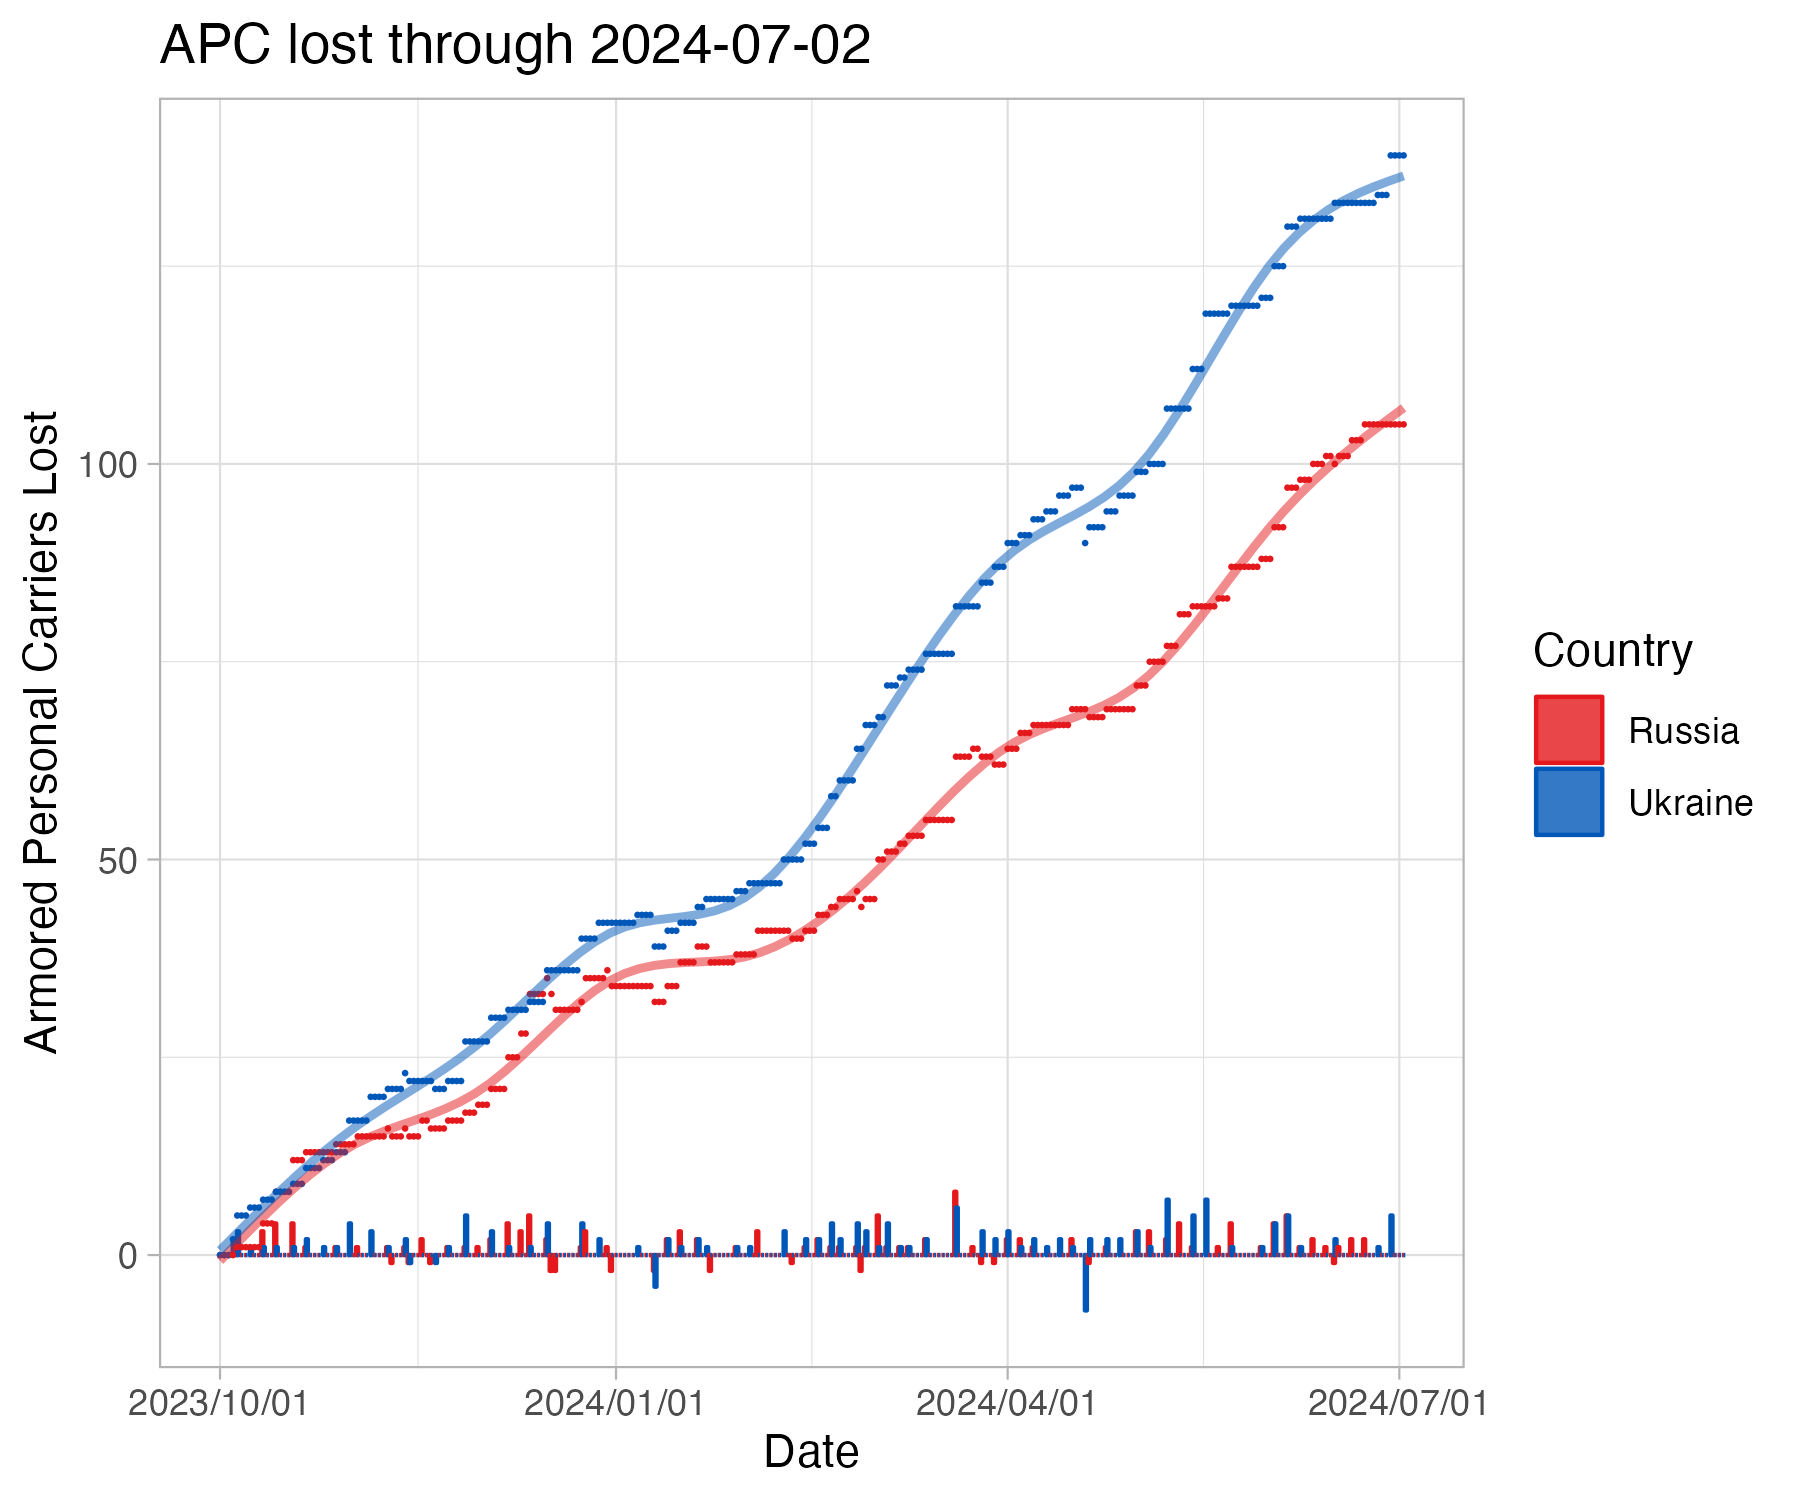 APC lost through 2024-07-02
Armored Personal Carriers Lost
100
50
0
2023/10/01
2024/01/01
2024/04/01
2024/07/01
Date
Country
Russia
Ukraine